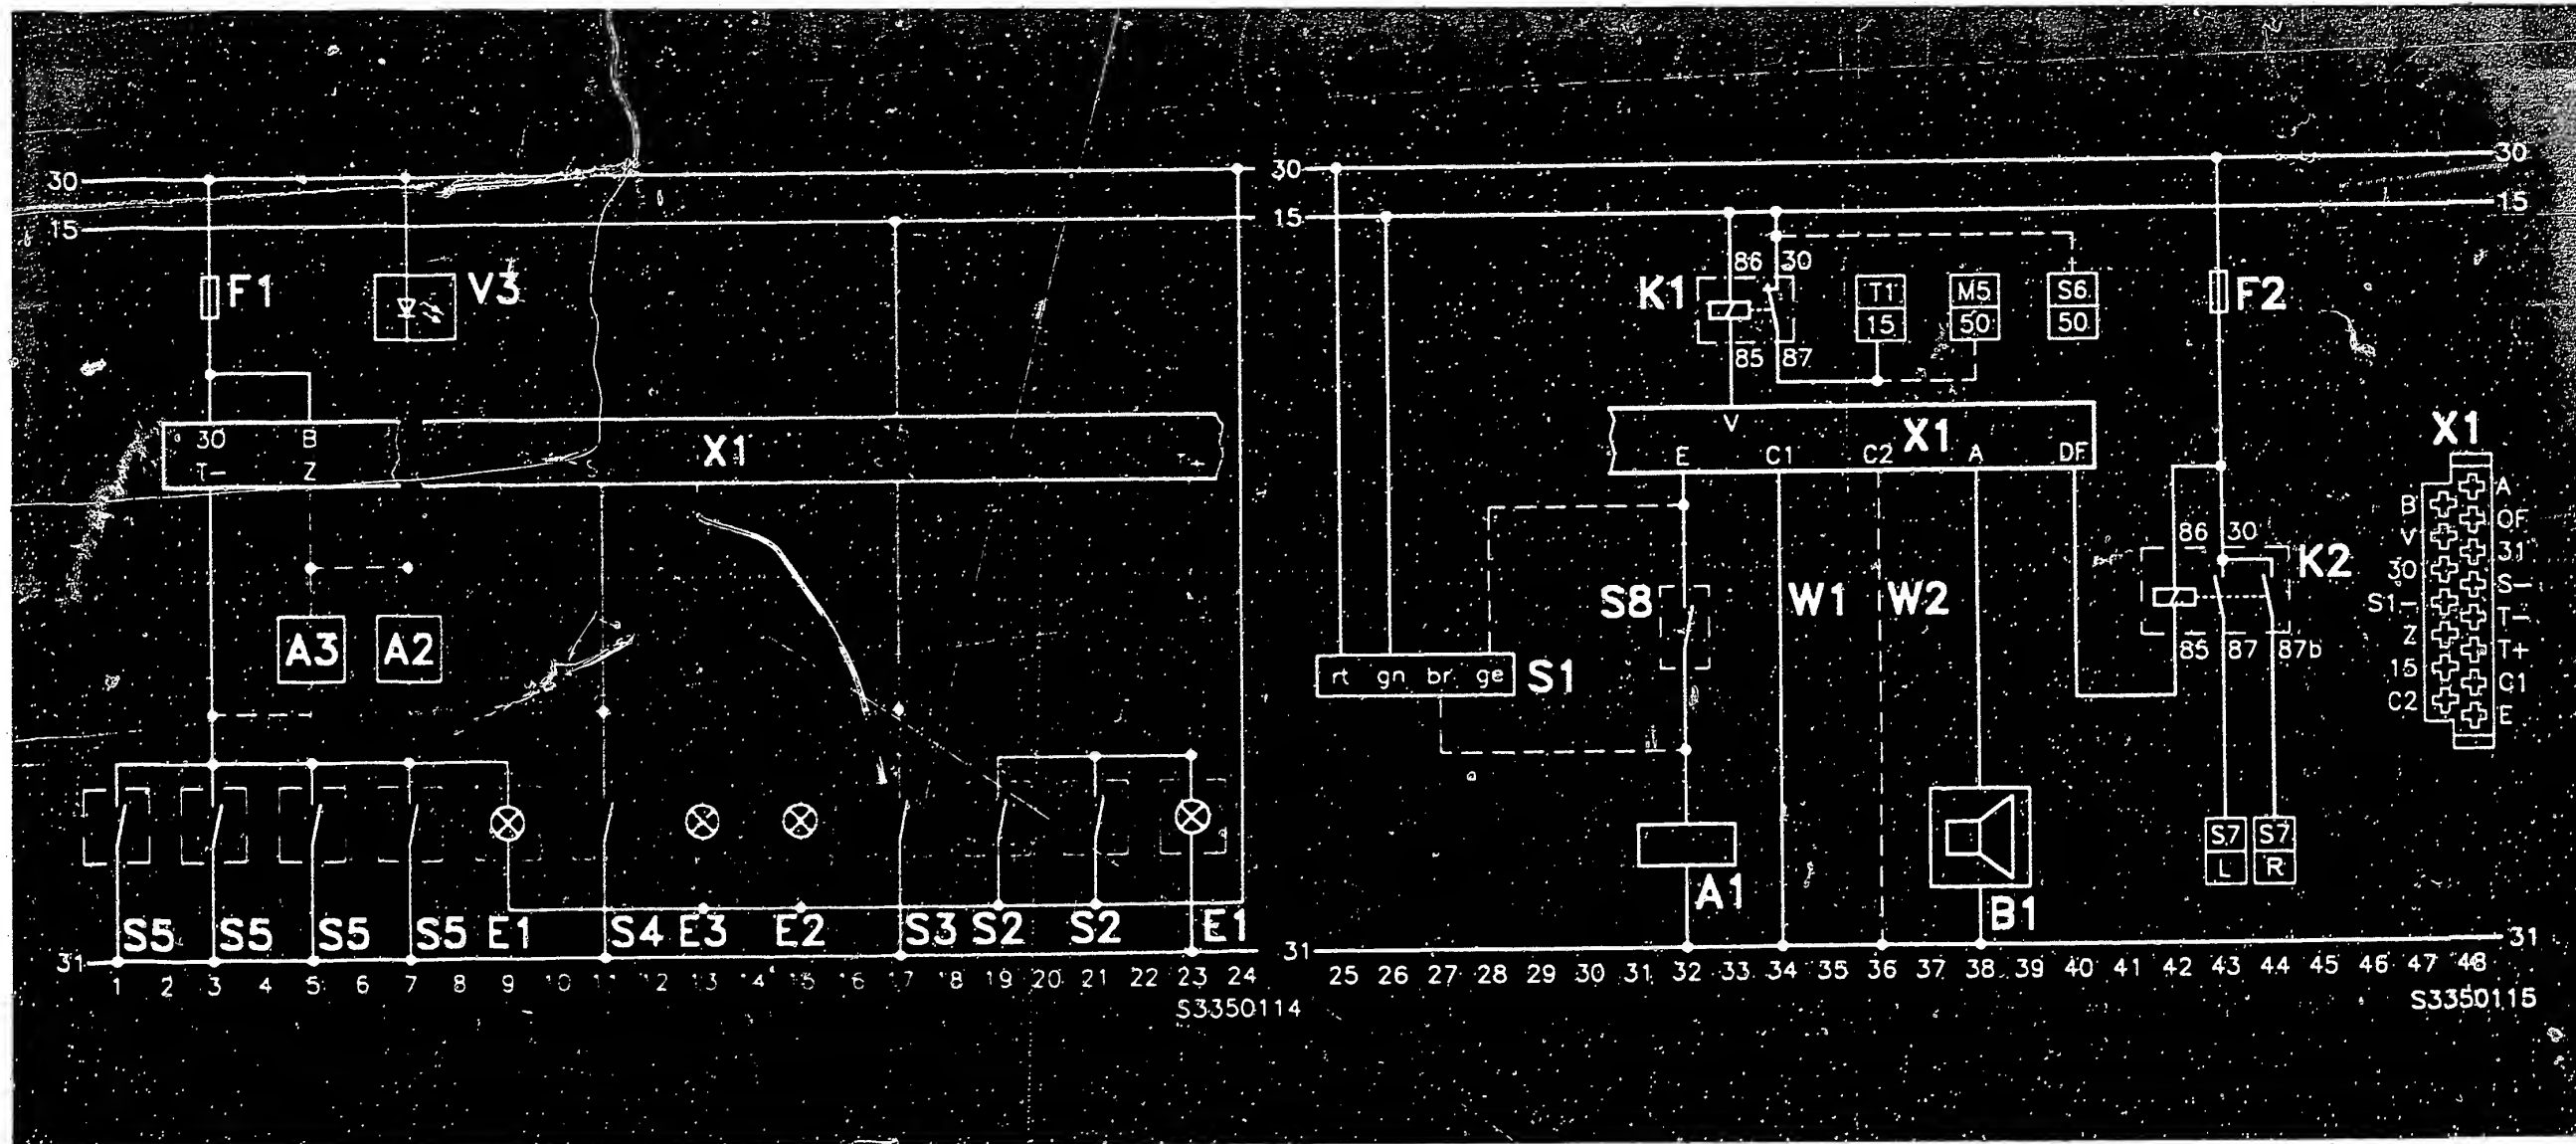 30 30 30
15 15 15
86 30
F1 V3 K1 T1 M5 S6 F2
15 50 50
85 87
X1
30 B V X1
T- Z T+ E C1 C2 A DF
B A
V OF
30 31
S1- S-
Z T-
15 T+
C2 C1
E
86 30
K2
S8 W1 W2
A3 A2
85 87 87b
rt gn br ge S1
S7 S7
L R
A1 B1
S5 S5 S5 S5 E1 S4 E3 E2 S3 S2 S2 E1
31 31 31
1 2 3 4 5 6 7 8 9 10 11 12 13 14 15 16 17 18 19 20 21 22 23 24 25 26 27 28 29 30 31 32 33 34 35 36 37 38 39 40 41 42 43 44 45 46 47 48
S3350114 S3350115